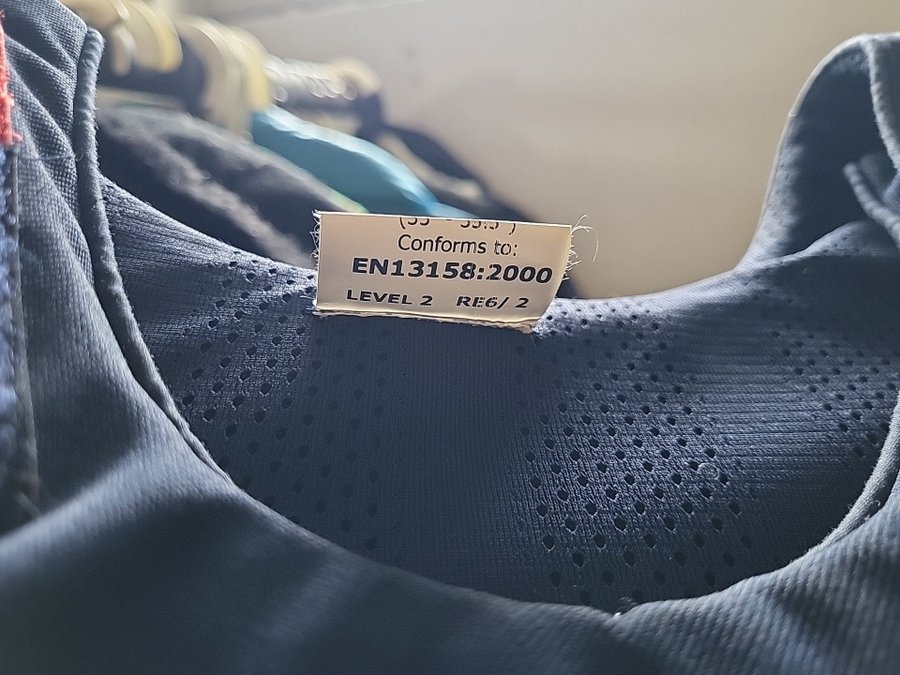 Conforms to:
EN13158:2000
LEVEL 2 RE6/ 2